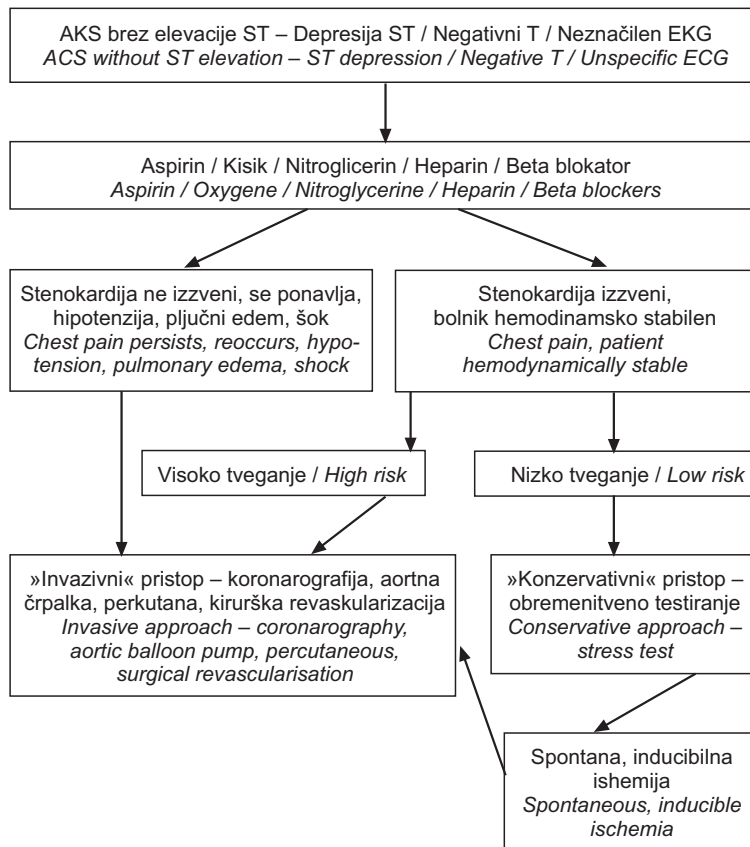 AKS brez elevacije ST – Depresija ST / Negativni T / Neznačilen EKG
ACS without ST elevation – ST depression / Negative T / Unspecific ECG
Aspirin / Kisik / Nitroglicerin / Heparin / Beta blokator
Aspirin / Oxygene / Nitroglycerine / Heparin / Beta blockers
Stenokardija ne izzveni, se ponavlja,
hipotenzija, pljučni edem, šok
Chest pain persists, reoccurs, hypo-
tension, pulmonary edema, shock
Stenokardija izzveni,
bolnik hemodinamsko stabilen
Chest pain, patient
hemodynamically stable
Visoko tveganje / High risk
Nizko tveganje / Low risk
»Invazivni« pristop – koronarografija, aortna
črpalka, perkutana, kirurška revaskularizacija
Invasive approach – coronarography,
aortic balloon pump, percutaneous,
surgical revascularisation
»Konzervativni« pristop –
obremenitveno testiranje
Conservative approach –
stress test
Spontana, inducibilna
ishemija
Spontaneous, inducible
ischemia